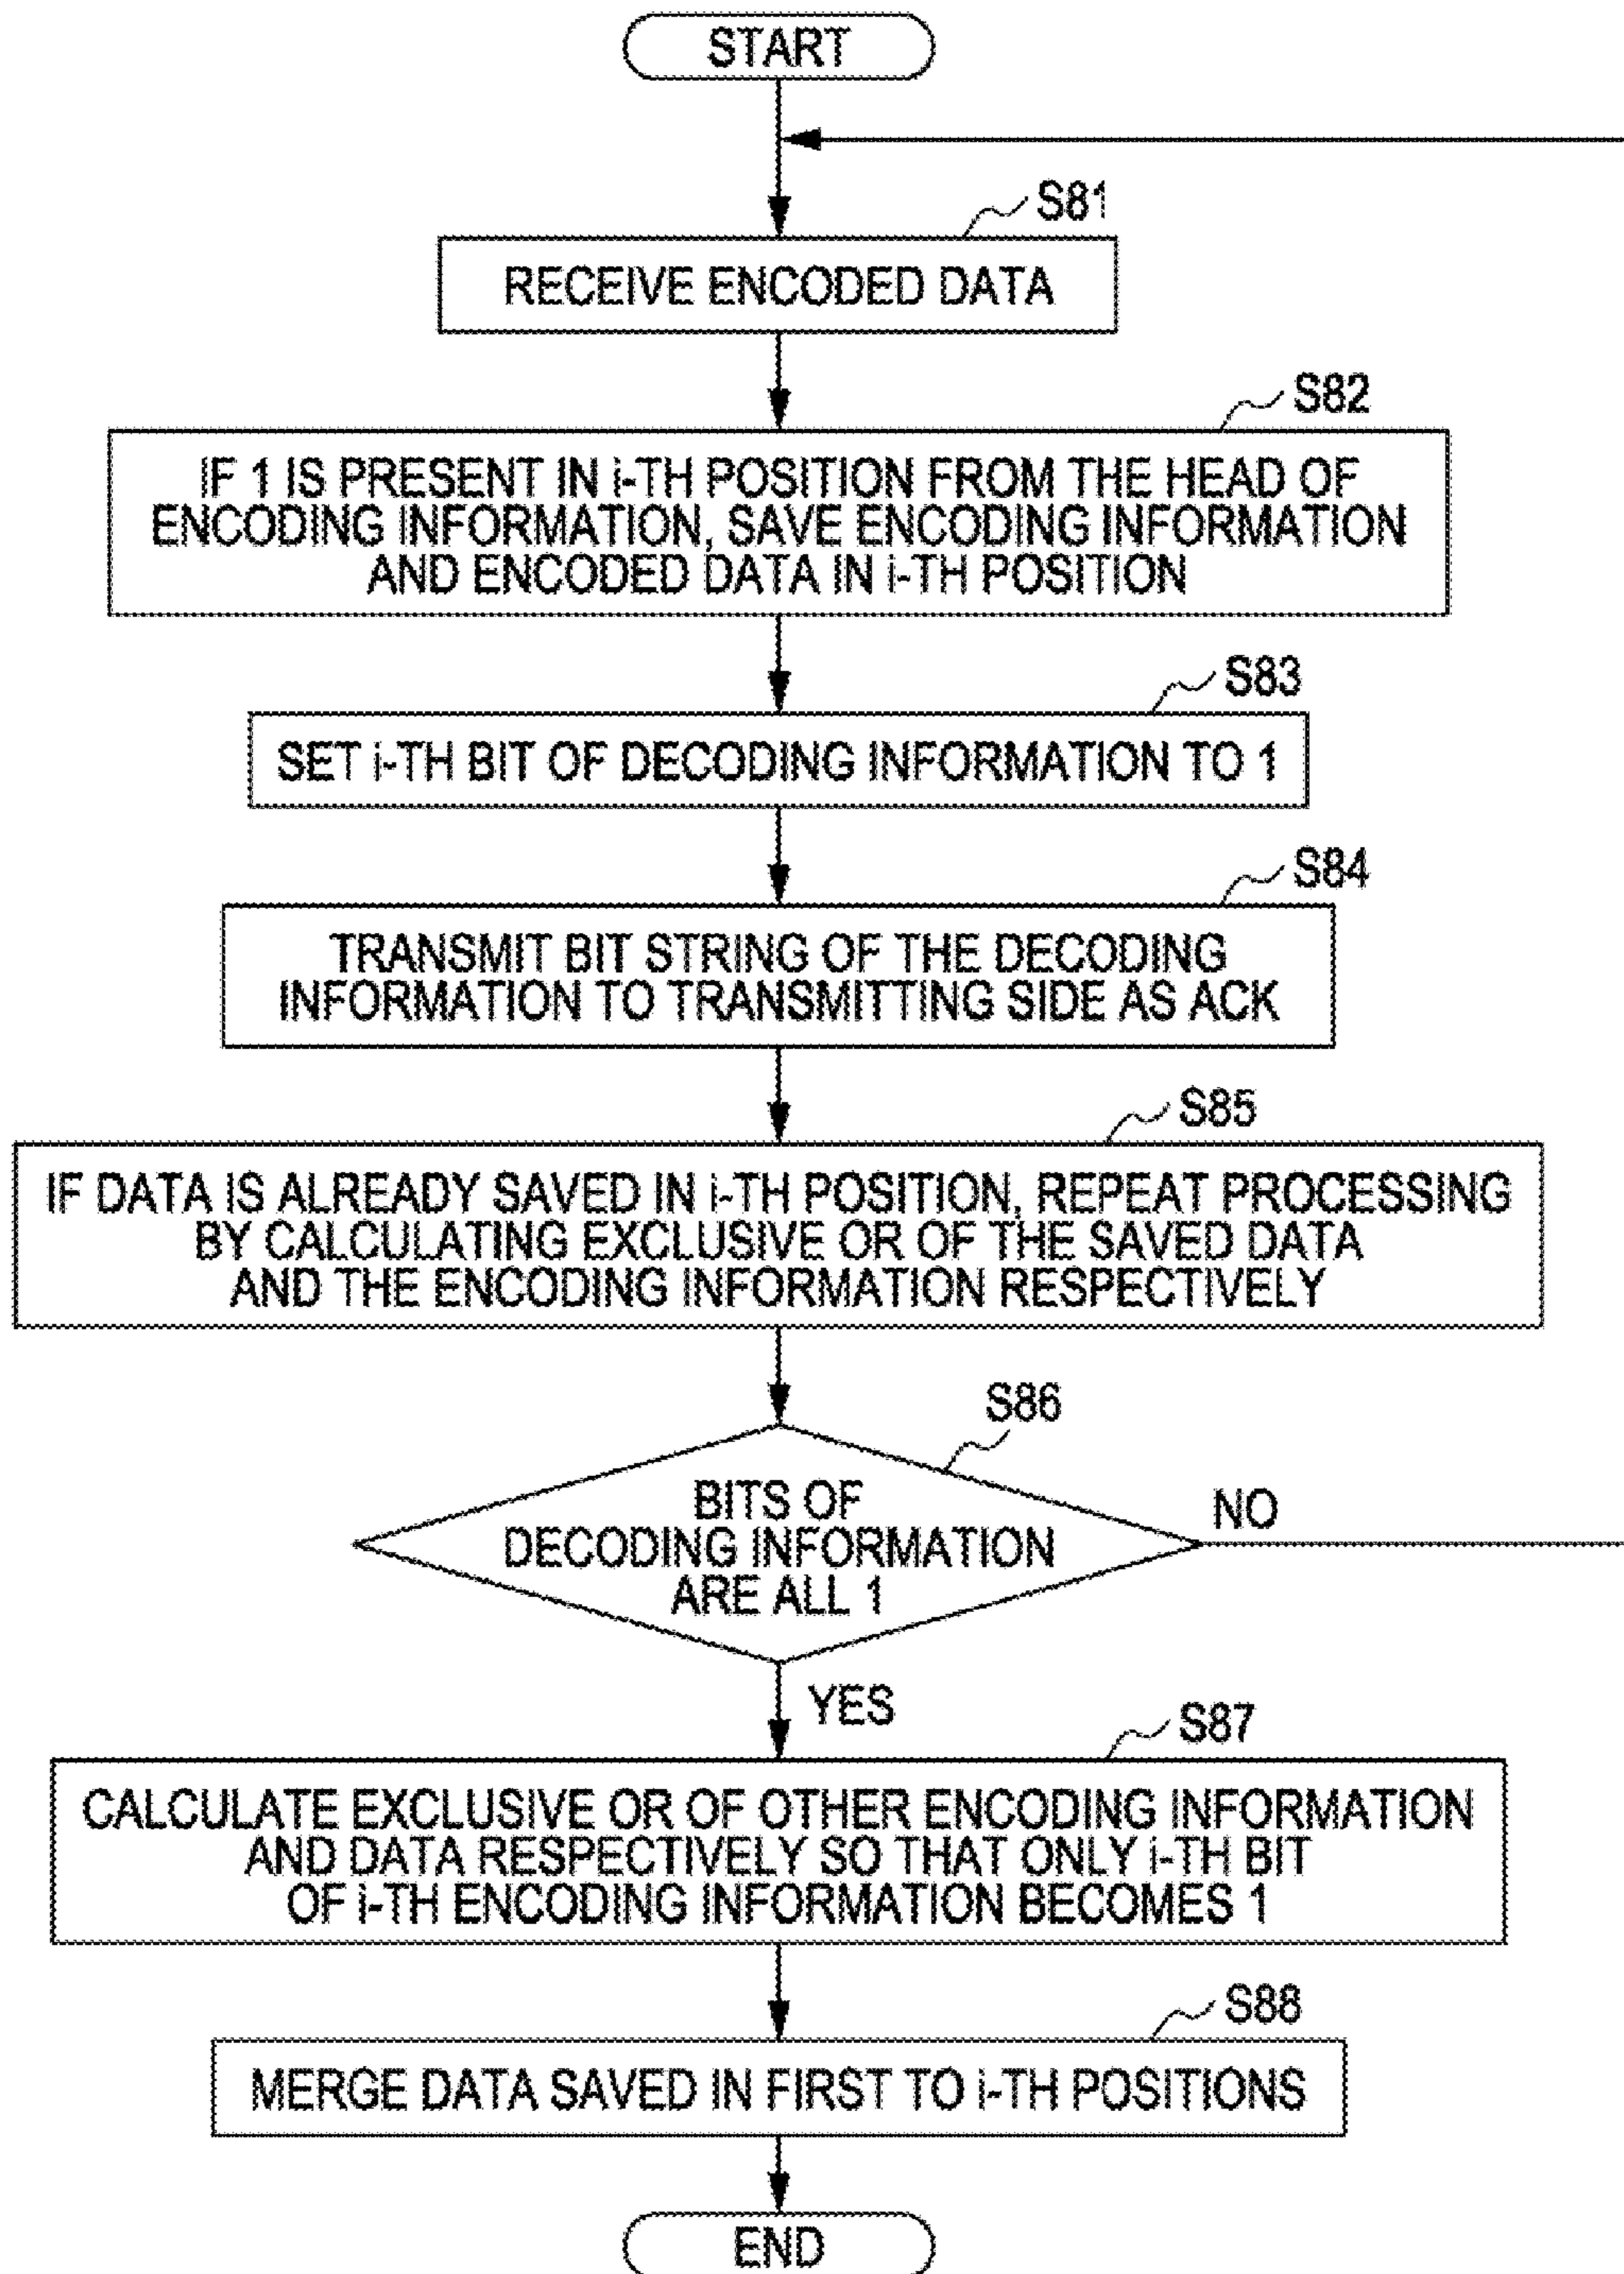 START
S81
RECEIVE ENCODED DATA
S82
IF 1 IS PRESENT IN i-TH POSITION FROM THE HEAD OF
ENCODING INFORMATION, SAVE ENCODING INFORMATION
AND ENCODED DATA IN i-TH POSITION
S83
SET i-TH BIT OF DECODING INFORMATION TO 1
S84
TRANSMIT BIT STRING OF THE DECODING
INFORMATION TO TRANSMITTING SIDE AS ACK
S85
IF DATA IS ALREADY SAVED IN i-TH POSITION, REPEAT PROCESSING
BY CALCULATING EXCLUSIVE OR OF THE SAVED DATA
AND THE ENCODING INFORMATION RESPECTIVELY
S86
BITS OF
DECODING INFORMATION
ARE ALL 1
NO
YES
S87
CALCULATE EXCLUSIVE OR OF OTHER ENCODING INFORMATION
AND DATA RESPECTIVELY SO THAT ONLY i-TH BIT
OF i-TH ENCODING INFORMATION BECOMES 1
S88
MERGE DATA SAVED IN FIRST TO i-TH POSITIONS
END